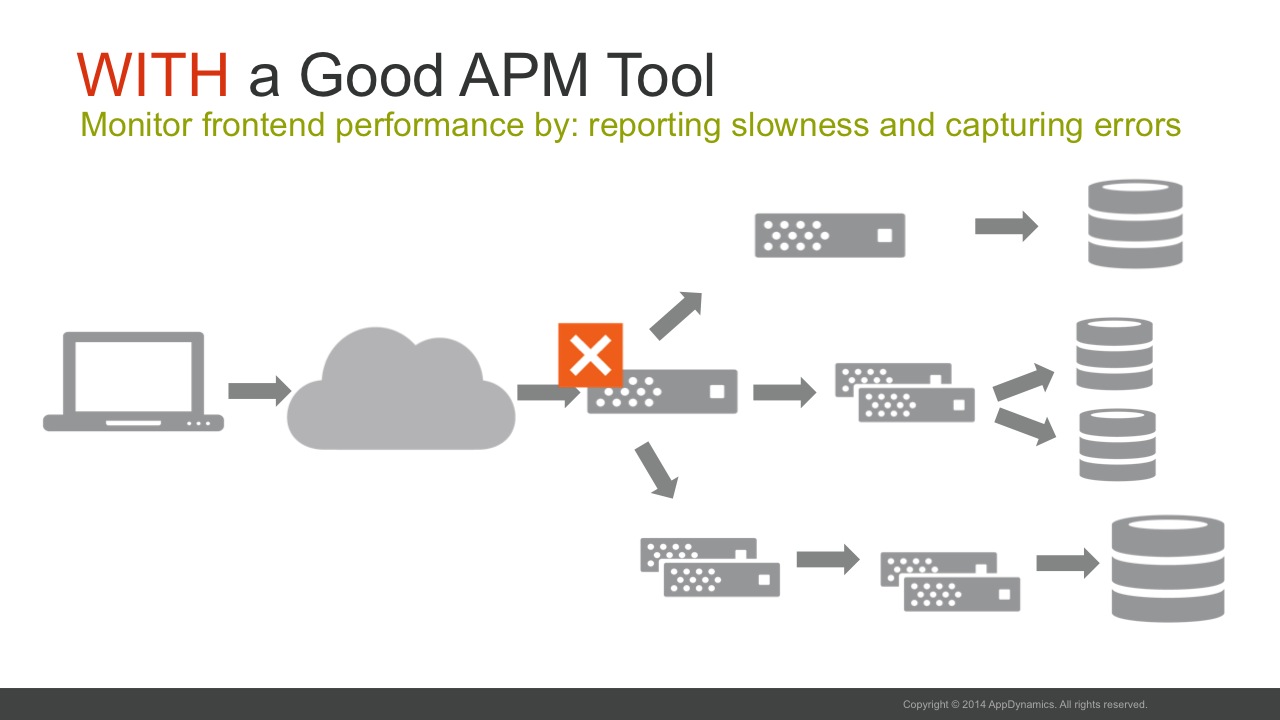 WITH a Good APM Tool
Monitor frontend performance by: reporting slowness and capturing errors
Copyright © 2014 AppDynamics. All rights reserved.